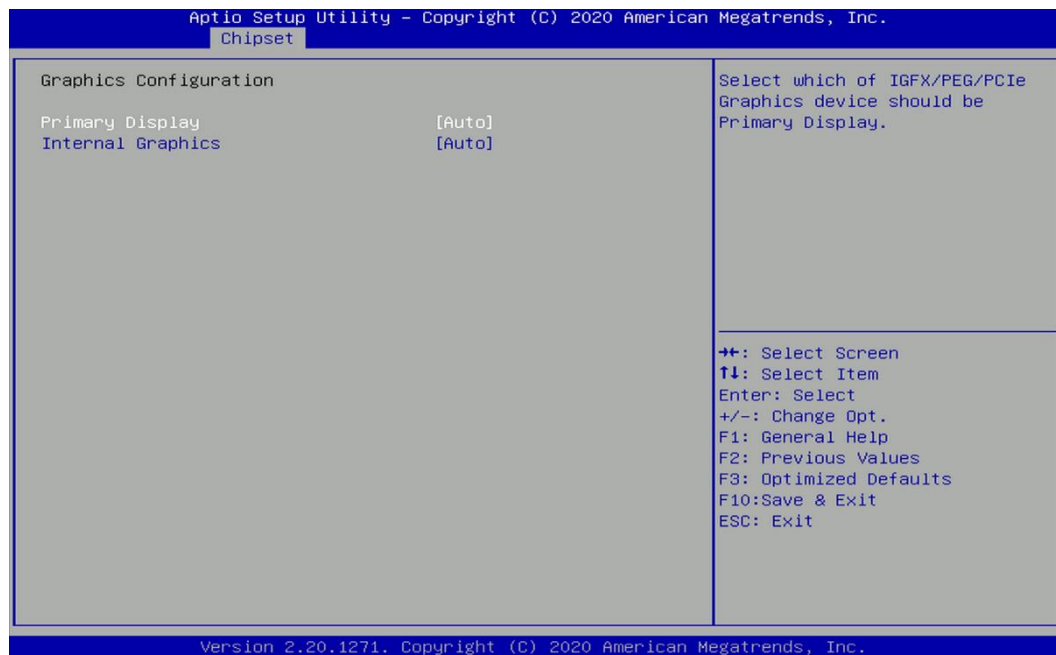 Aptio Setup Utility – Copyright (C) 2020 American Megatrends, Inc.
Chipset
Graphics Configuration
Primary Display [Auto]
Internal Graphics [Auto]
Select which of IGFX/PEG/PCIe
Graphics device should be
Primary Display.
→←: Select Screen
↑↓: Select Item
Enter: Select
+/-: Change Opt.
F1: General Help
F2: Previous Values
F3: Optimized Defaults
F10:Save & Exit
ESC: Exit
Version 2.20.1271. Copyright (C) 2020 American Megatrends, Inc.